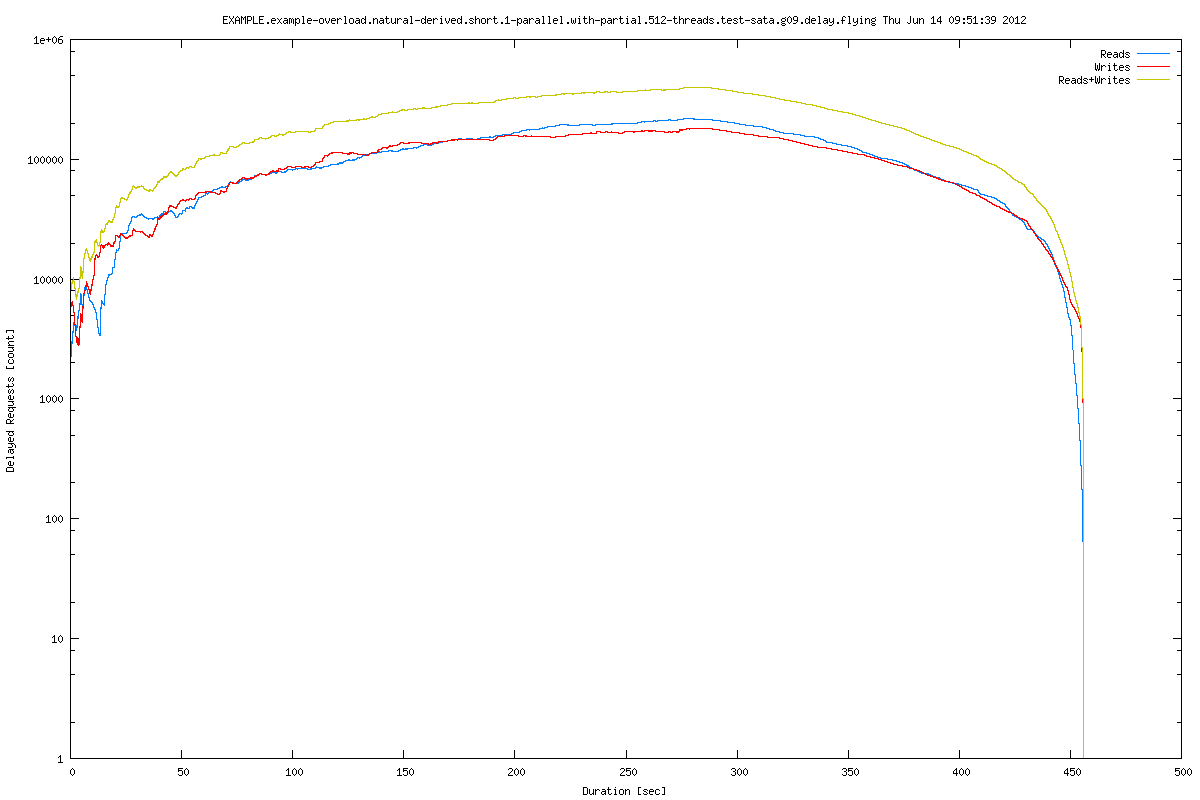 EXAMPLE.example-overload.natural-derived.short.1-parallel.with-partial.512-threads.test-sata.g09.delay.flying Thu Jun 14 09:51:39 2012
1e+06
100000
10000
1000
100
10
1
Delayed Requests [count]
Reads
Writes
Reads+Writes
0 50 100 150 200 250 300 350 400 450 500
Duration [sec]